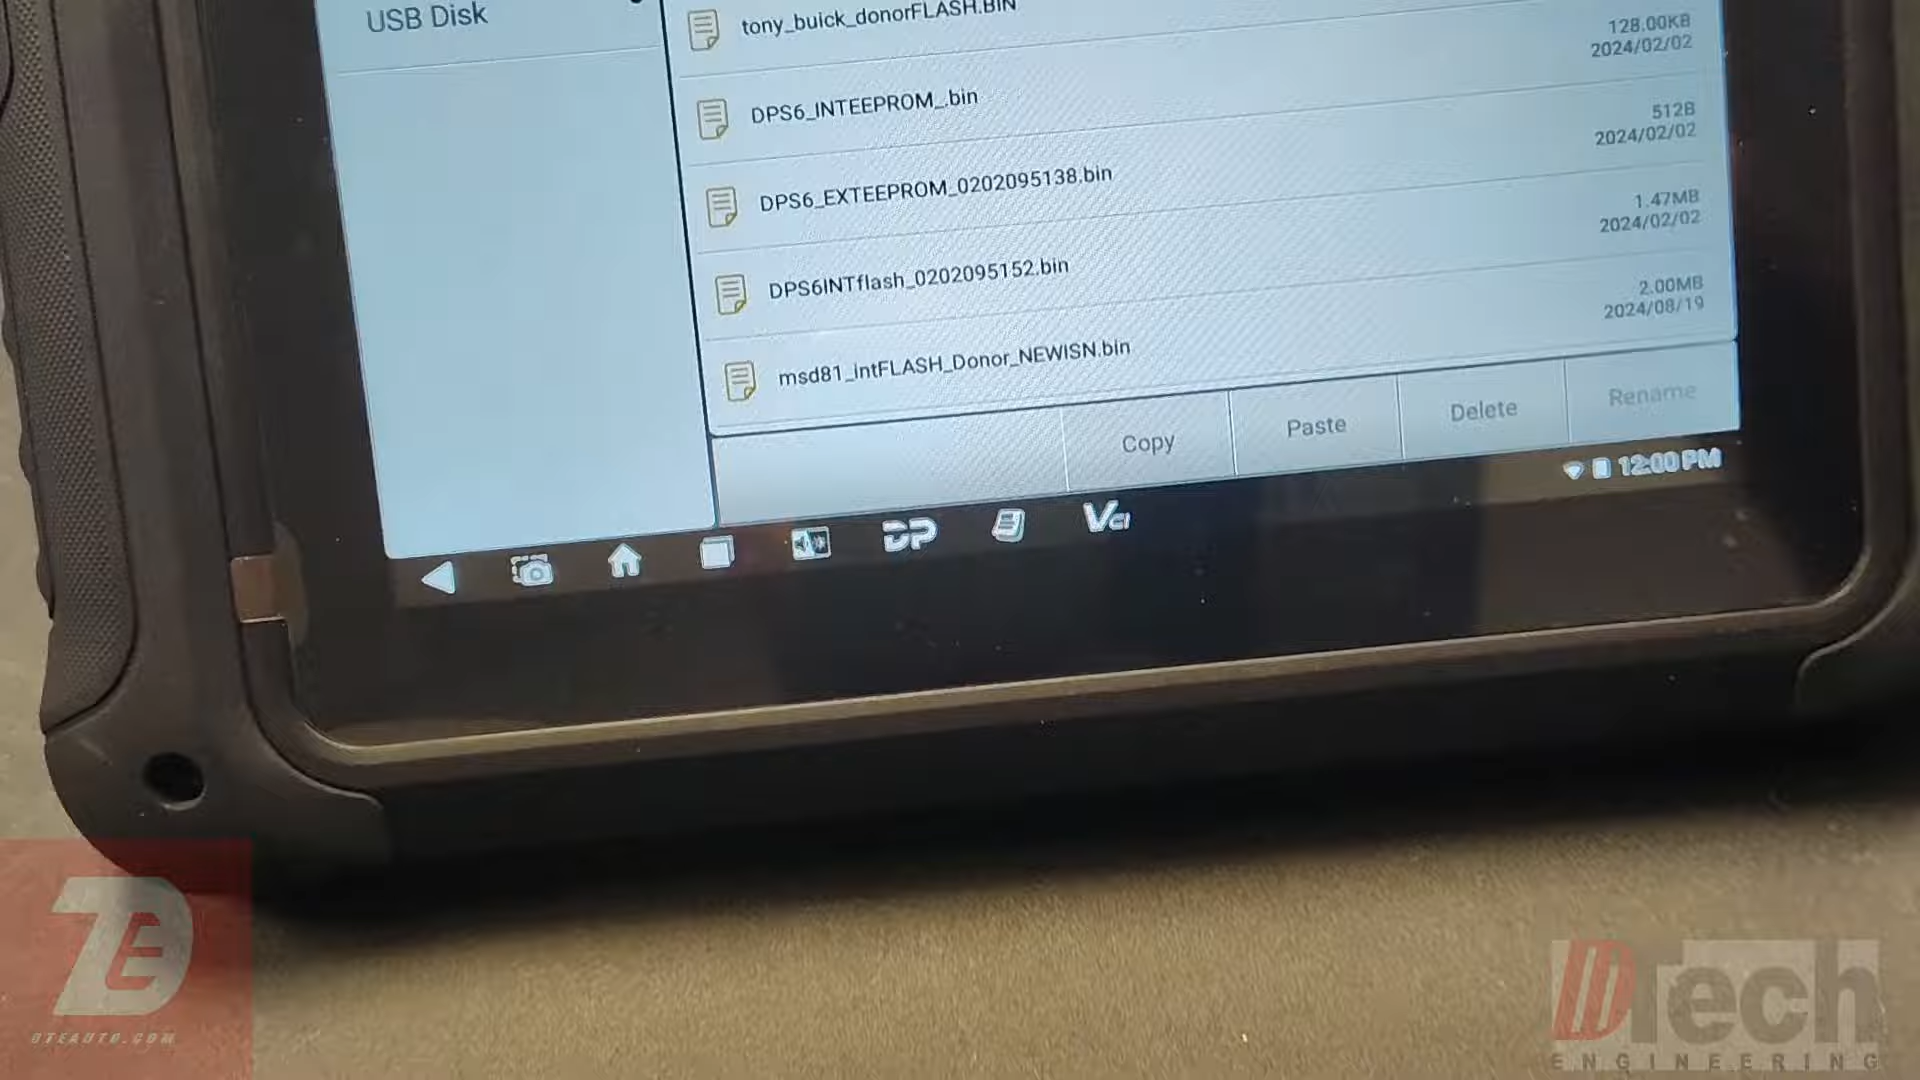 USB Disk
tony_buick_donorFLASH.BIN
128.00KB
2024/02/02
DPS6_INTEEPROM_.bin
512B
2024/02/02
DPS6_EXTEEPROM_0202095138.bin
1.47MB
2024/02/02
DPS6INTflash_0202095152.bin
2.00MB
2024/08/19
msd81_intFLASH_Donor_NEWISN.bin
Copy
Paste
Delete
Rename
12:00 PM
DP
VCI
DTE
DTEAUTO.COM
DTech
ENGINEERING